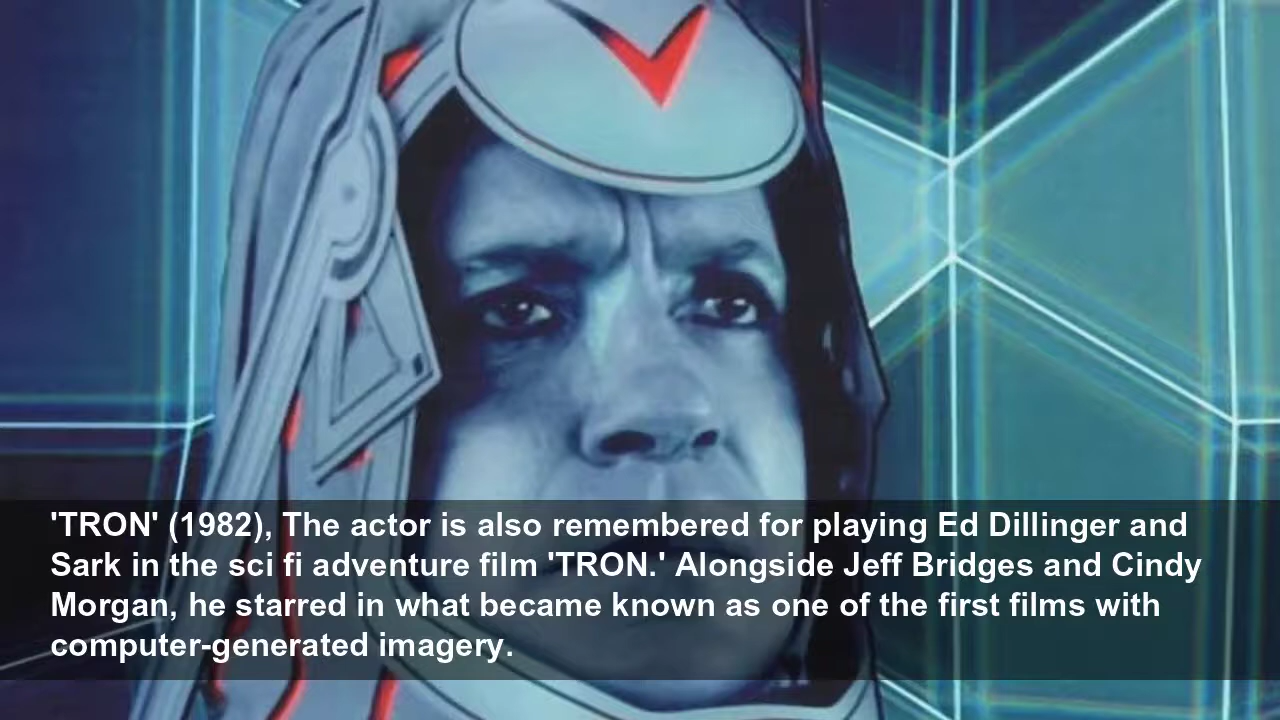 'TRON' (1982), The actor is also remembered for playing Ed Dillinger and
Sark in the sci fi adventure film 'TRON.' Alongside Jeff Bridges and Cindy
Morgan, he starred in what became known as one of the first films with
computer-generated imagery.